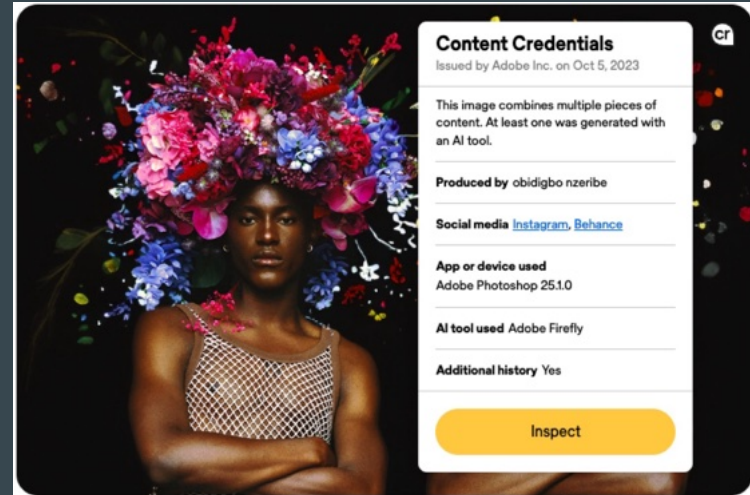 Content Credentials
Issued by Adobe Inc. on Oct 5, 2023
This image combines multiple pieces of
content. At least one was generated with
an AI tool.
Produced by obidigbo nzeribe
Social media Instagram, Behance
App or device used
Adobe Photoshop 25.1.0
AI tool used Adobe Firefly
Additional history Yes
Inspect
cr